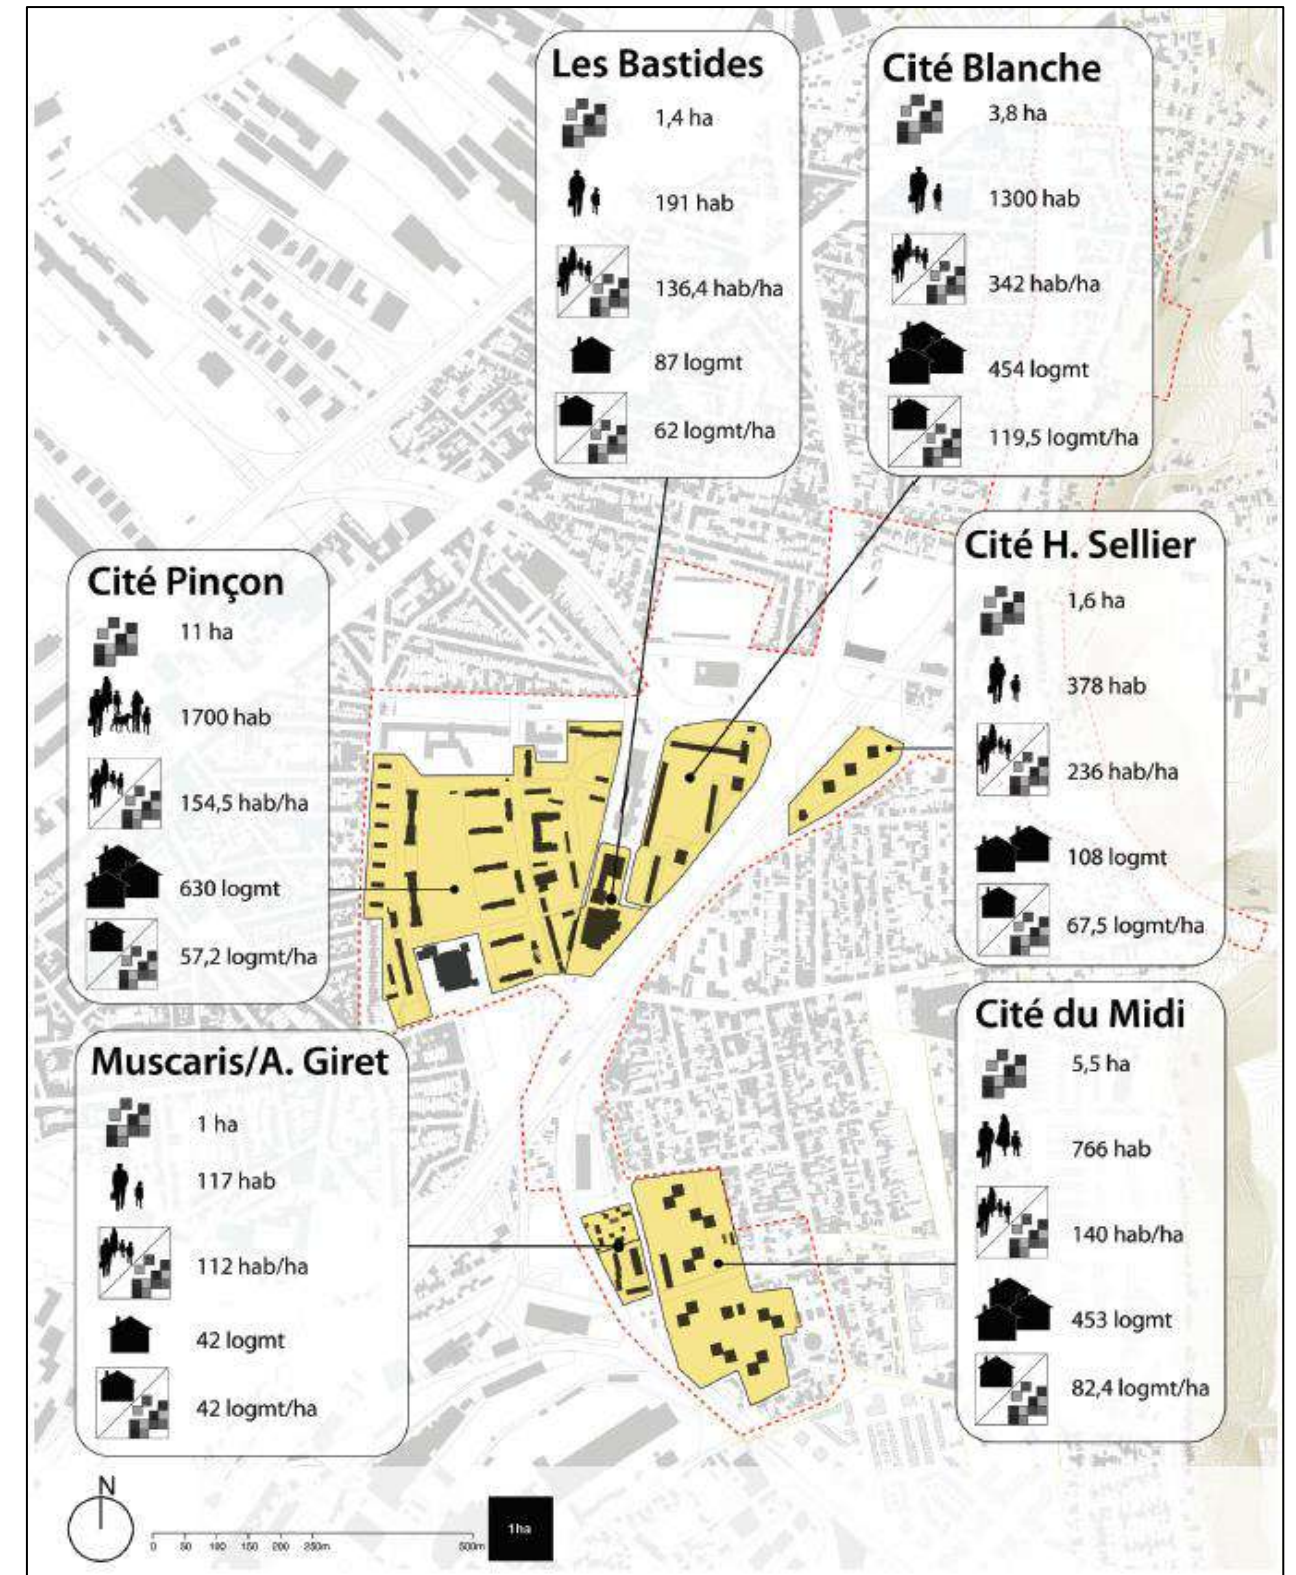 Les Bastides
1,4 ha
191 hab
136,4 hab/ha
87 logmt
62 logmt/ha
Cité Blanche
3,8 ha
1300 hab
342 hab/ha
454 logmt
119,5 logmt/ha
Cité Pinçon
11 ha
1700 hab
154,5 hab/ha
630 logmt
57,2 logmt/ha
Cité H. Sellier
1,6 ha
378 hab
236 hab/ha
108 logmt
67,5 logmt/ha
Muscaris/A. Giret
1 ha
117 hab
112 hab/ha
42 logmt
42 logmt/ha
Cité du Midi
5,5 ha
766 hab
140 hab/ha
453 logmt
82,4 logmt/ha
N
0 50 100 150 200 250m 500m
1ha